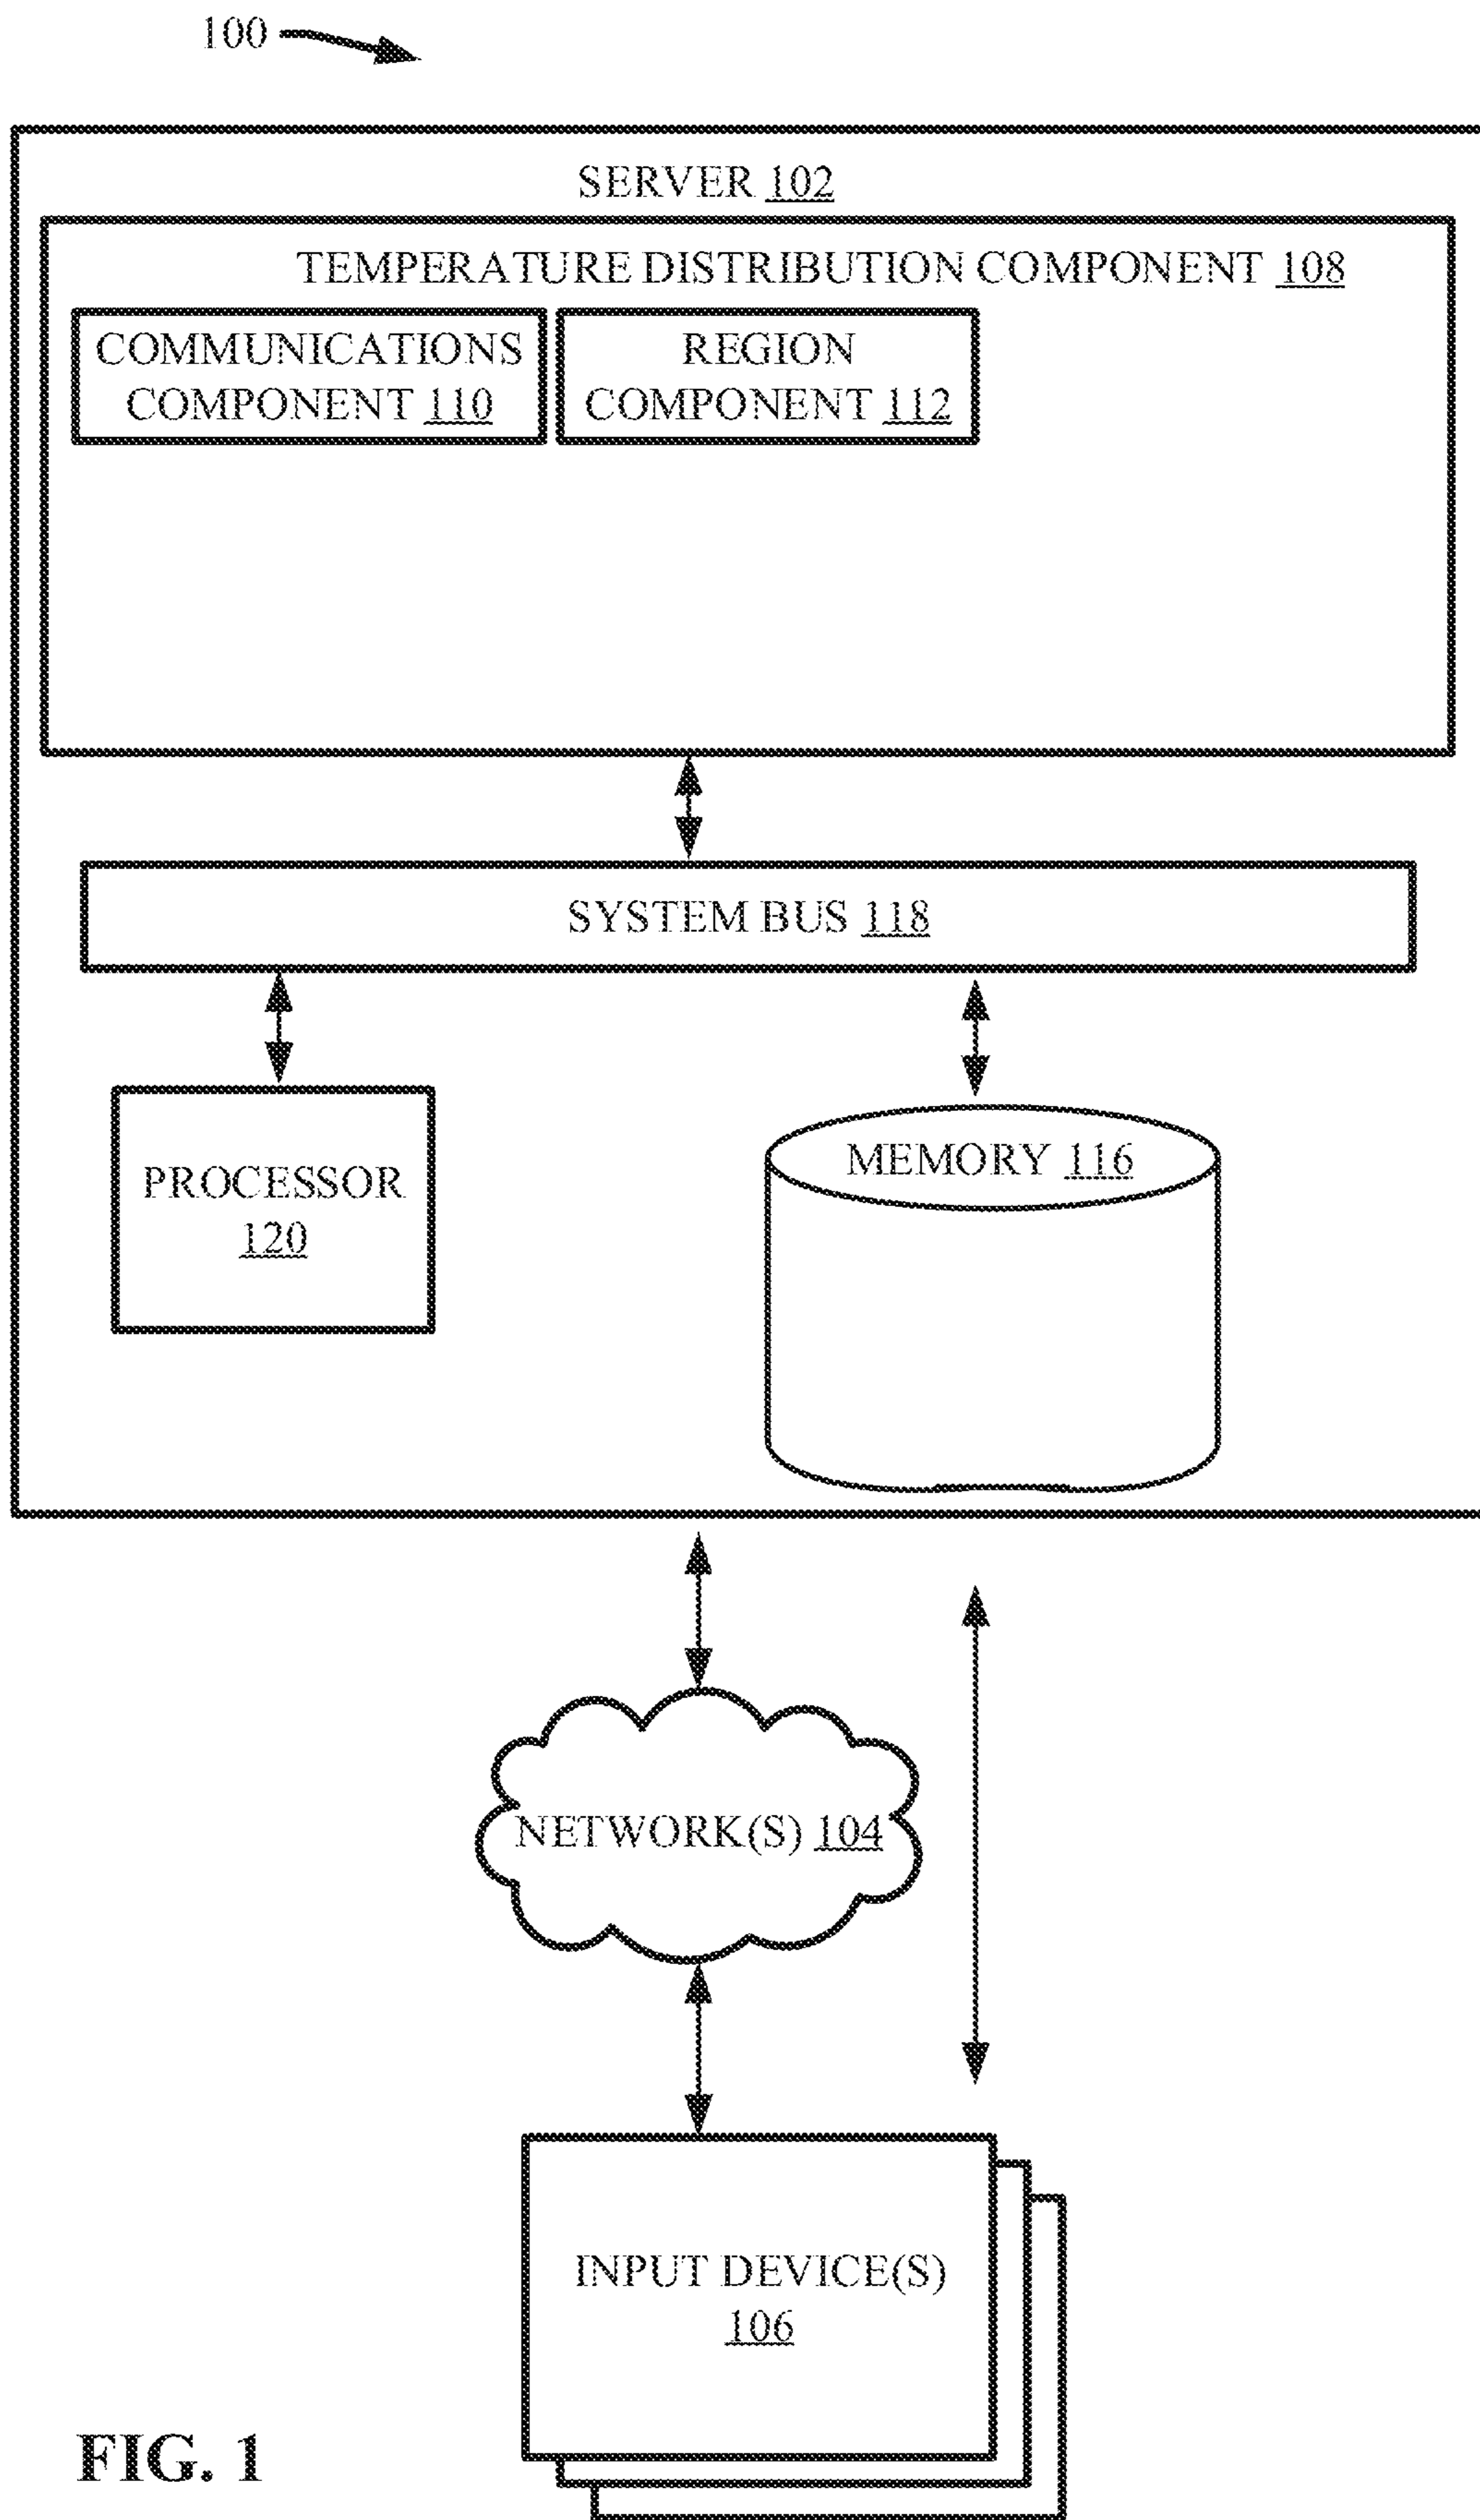 100
SERVER 102
TEMPERATURE DISTRIBUTION COMPONENT 108
COMMUNICATIONS
COMPONENT 110
REGION
COMPONENT 112
SYSTEM BUS 118
PROCESSOR
120
MEMORY 116
NETWORK(S) 104
INPUT DEVICE(S)
106
FIG. 1